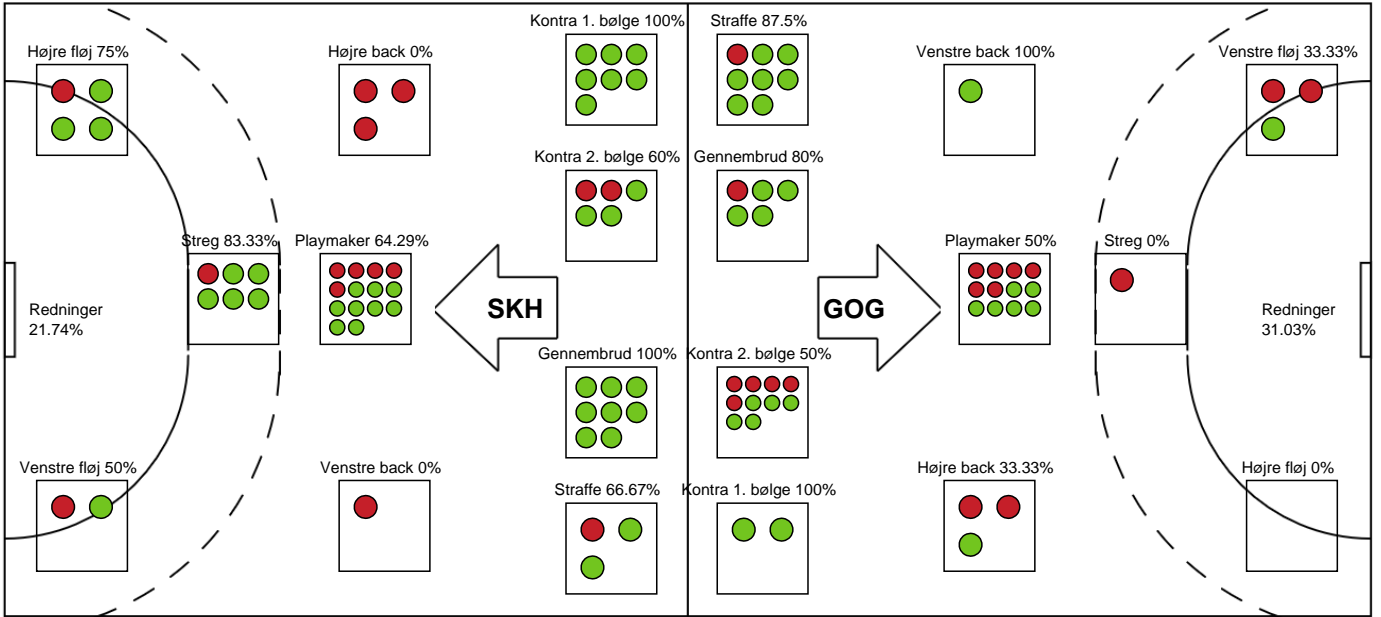 Kontra 1. bølge 100%
Straffe 87.5%
Højre fløj 75%
Højre back 0%
Venstre back 100%
Venstre fløj 33.33%
Kontra 2. bølge 60%
Gennembrud 80%
Streg 83.33%
Playmaker 64.29%
Playmaker 50%
Streg 0%
Redninger
21.74%
SKH
GOG
Redninger
31.03%
Gennembrud 100%
Kontra 2. bølge 50%
Venstre fløj 50%
Venstre back 0%
Højre back 33.33%
Højre fløj 0%
Straffe 66.67%
Kontra 1. bølge 100%